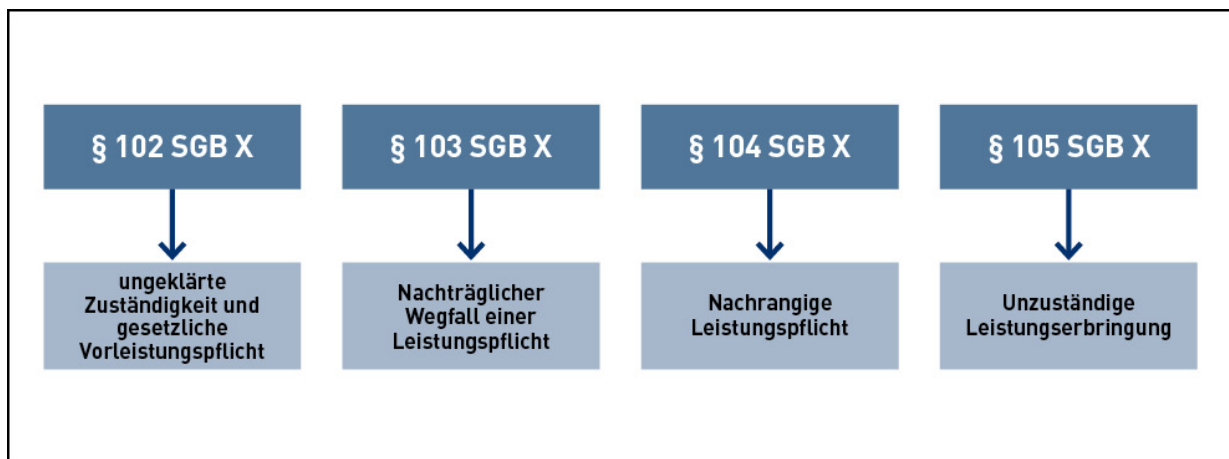 § 102 SGB X
§ 103 SGB X
§ 104 SGB X
§ 105 SGB X
ungeklärte
Zuständigkeit und
gesetzliche
Vorleistungspflicht
Nachträglicher
Wegfall einer
Leistungspflicht
Nachrangige
Leistungspflicht
Unzuständige
Leistungserbringung